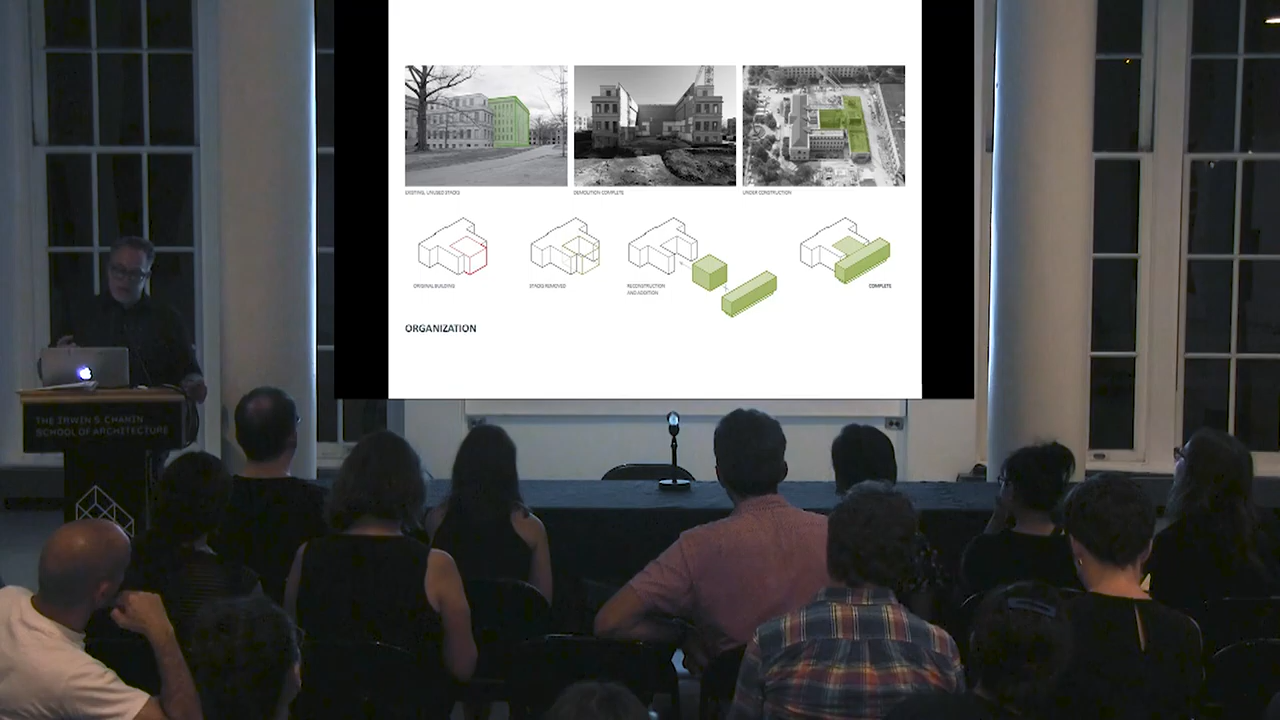 EXISTING, UNUSED STACKS
DEMOLITION COMPLETE
UNDER CONSTRUCTION
ORIGINAL BUILDING
STACKS REMOVED
RECONSTRUCTION
AND ADDITION
COMPLETE
ORGANIZATION
THE IRWIN S. CHANIN
SCHOOL OF ARCHITECTURE